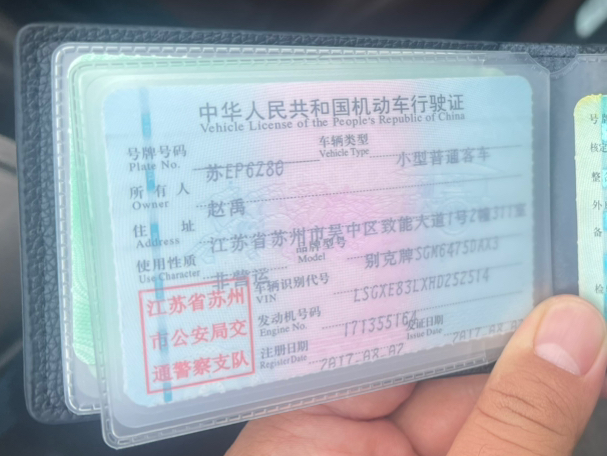 中华人民共和国机动车行驶证
Vehicle License of the People's Republic of China
号牌号码 苏EP6Z80 车辆类型 小型普通客车
Plate No. Vehicle Type
所有人 赵禹
Owner
住址 江苏省苏州市吴中区致能大道1号2幢311室
Address
使用性质 非营运 品牌型号 别克牌SGM6475DAX3
Use Character Model
车辆识别代号 LSGXE83LXHD252514
VIN
发动机号码 171355164
Engine No.
注册日期 2017-08-02 发证日期
Register Date Issue Date
江苏省苏州
市公安局交
通警察支队